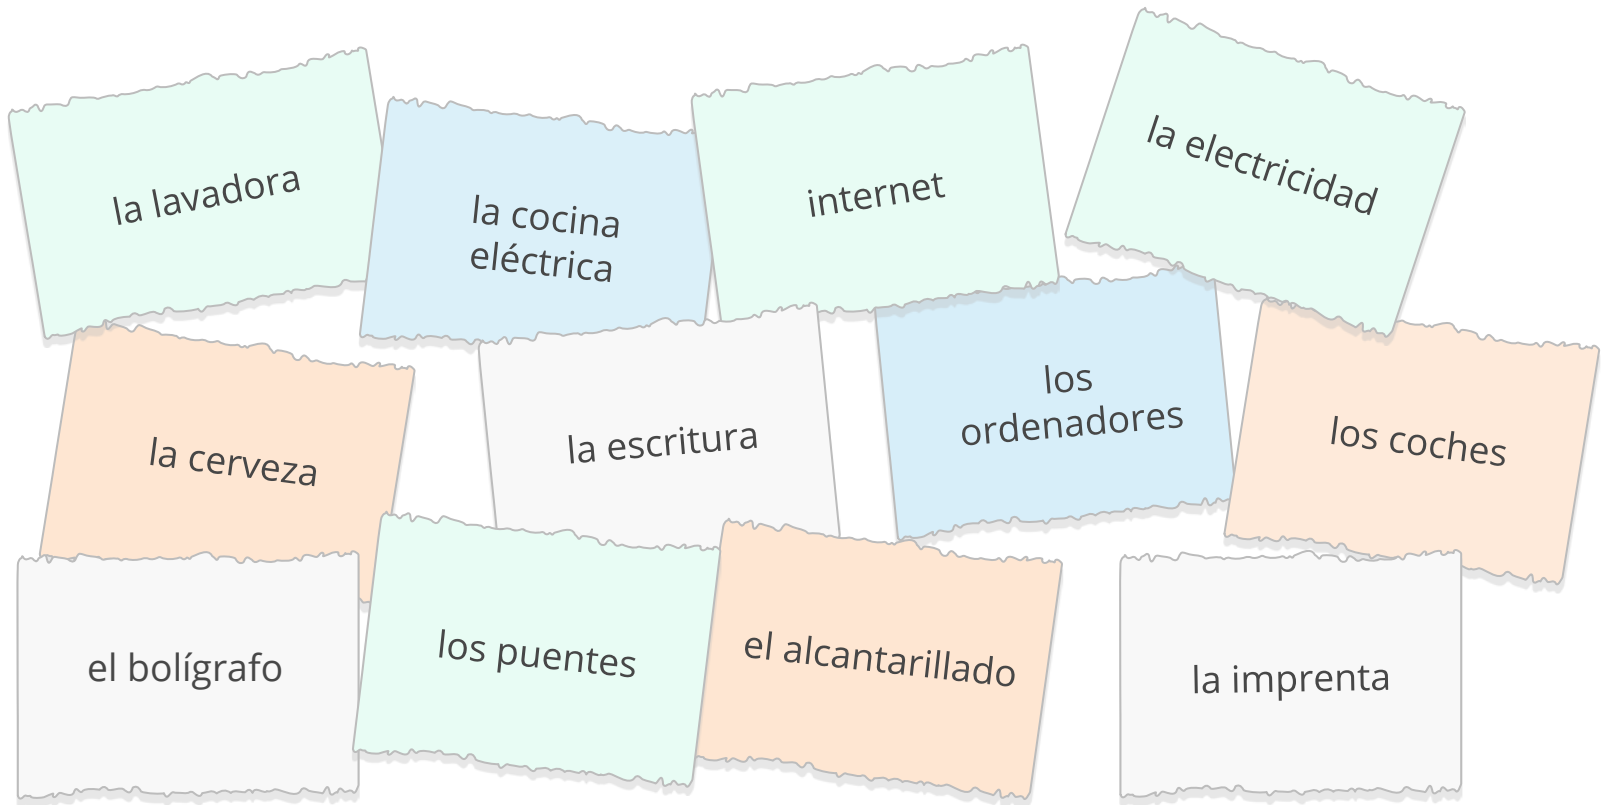 la lavadora
la cocina
eléctrica
internet
la electricidad
la cerveza
la escritura
los
ordenadores
los coches
el bolígrafo
los puentes
el alcantarillado
la imprenta